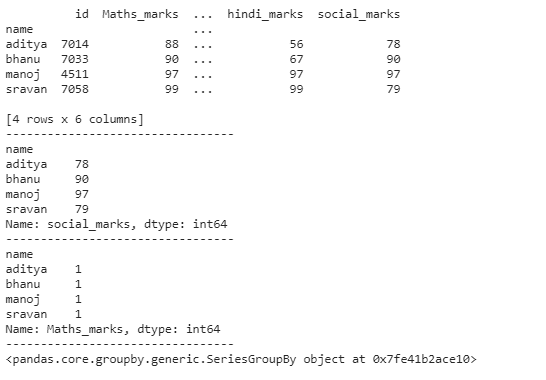 id  Maths_marks  ...  hindi_marks  social_marks
name                       ...
aditya  7014           88  ...           56            78
bhanu   7033           90  ...           67            90
manoj   4511           97  ...           97            97
sravan  7058           99  ...           99            79
[4 rows x 6 columns]
---------------------------------
name
aditya    78
bhanu     90
manoj     97
sravan    79
Name: social_marks, dtype: int64
---------------------------------
name
aditya    1
bhanu     1
manoj     1
sravan    1
Name: Maths_marks, dtype: int64
---------------------------------
<pandas.core.groupby.generic.SeriesGroupBy object at 0x7fe41b2ace10>